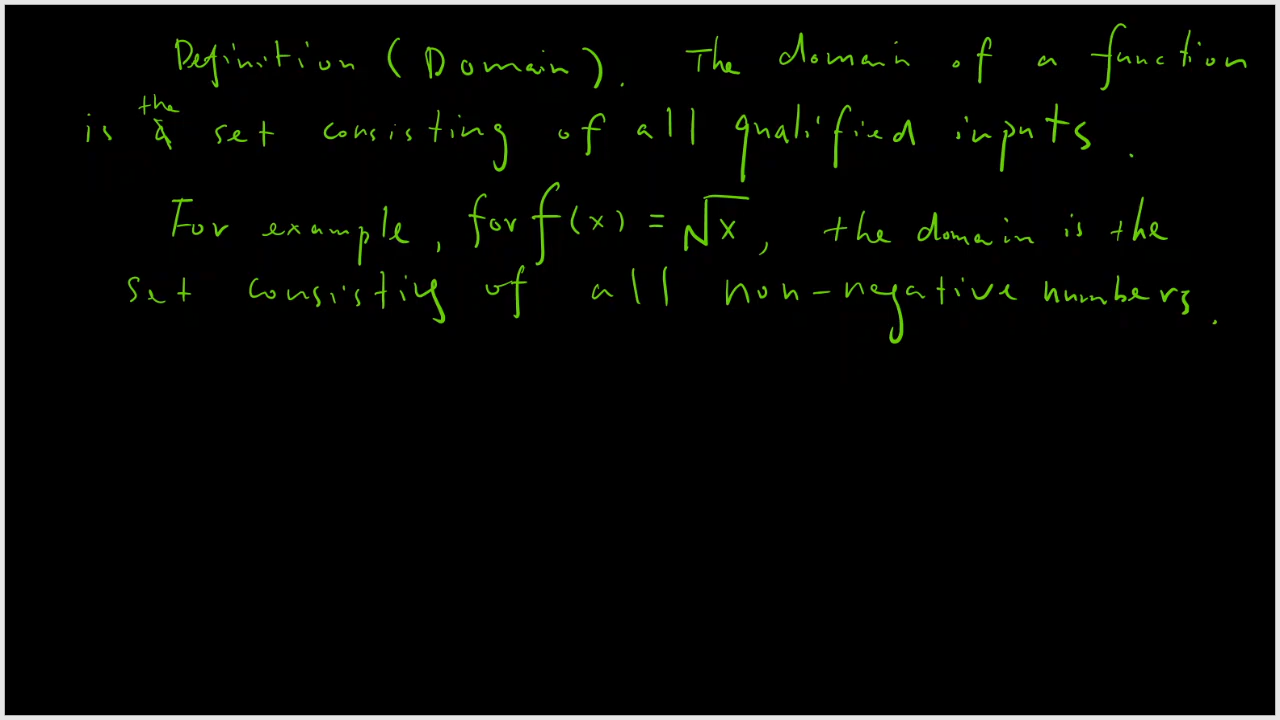 Definition (Domain). The domain of a function
is the set consisting of all qualified inputs.
For example, for f(x) = √x, the domain is the
set consisting of all non-negative numbers.